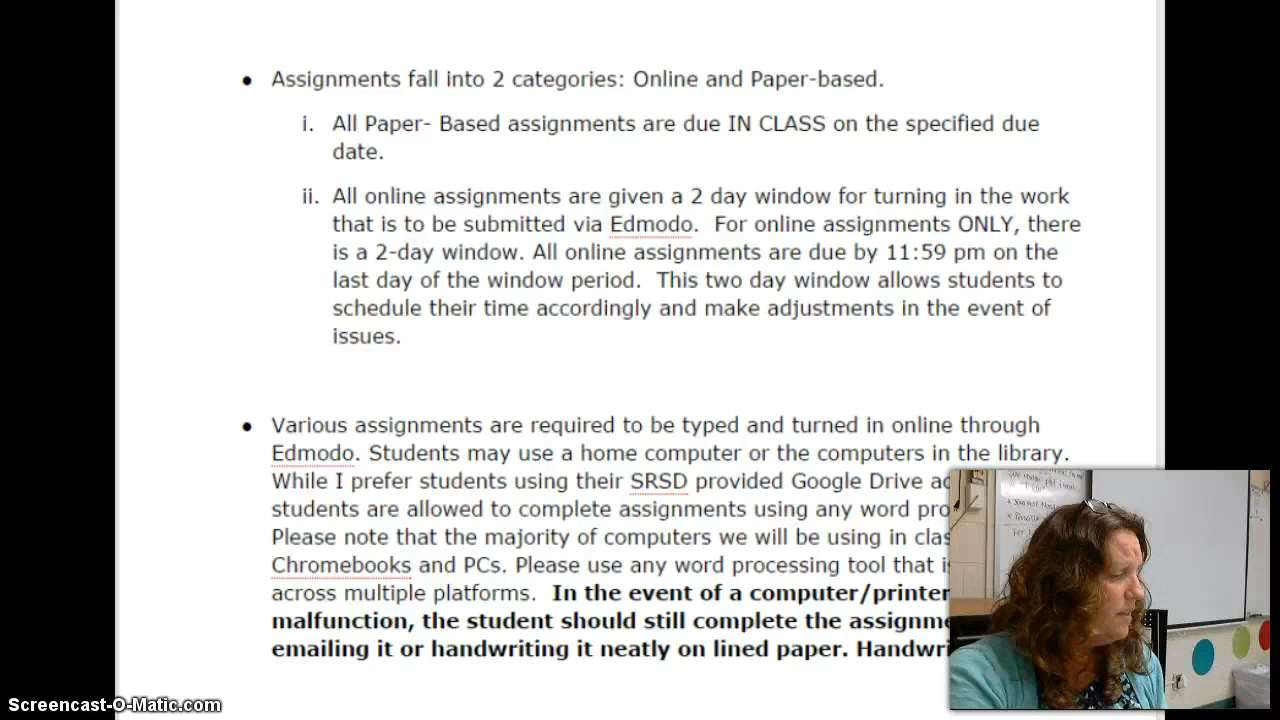 • Assignments fall into 2 categories: Online and Paper-based.
i. All Paper- Based assignments are due IN CLASS on the specified due
date.
ii. All online assignments are given a 2 day window for turning in the work
that is to be submitted via Edmodo. For online assignments ONLY, there
is a 2-day window. All online assignments are due by 11:59 pm on the
last day of the window period. This two day window allows students to
schedule their time accordingly and make adjustments in the event of
issues.
• Various assignments are required to be typed and turned in online through
Edmodo. Students may use a home computer or the computers in the library.
While I prefer students using their SRSD provided Google Drive ac
students are allowed to complete assignments using any word pro
Please note that the majority of computers we will be using in clas
Chromebooks and PCs. Please use any word processing tool that is
across multiple platforms. In the event of a computer/printer
malfunction, the student should still complete the assignme
emailing it or handwriting it neatly on lined paper. Handwri
Screencast-O-Matic.com